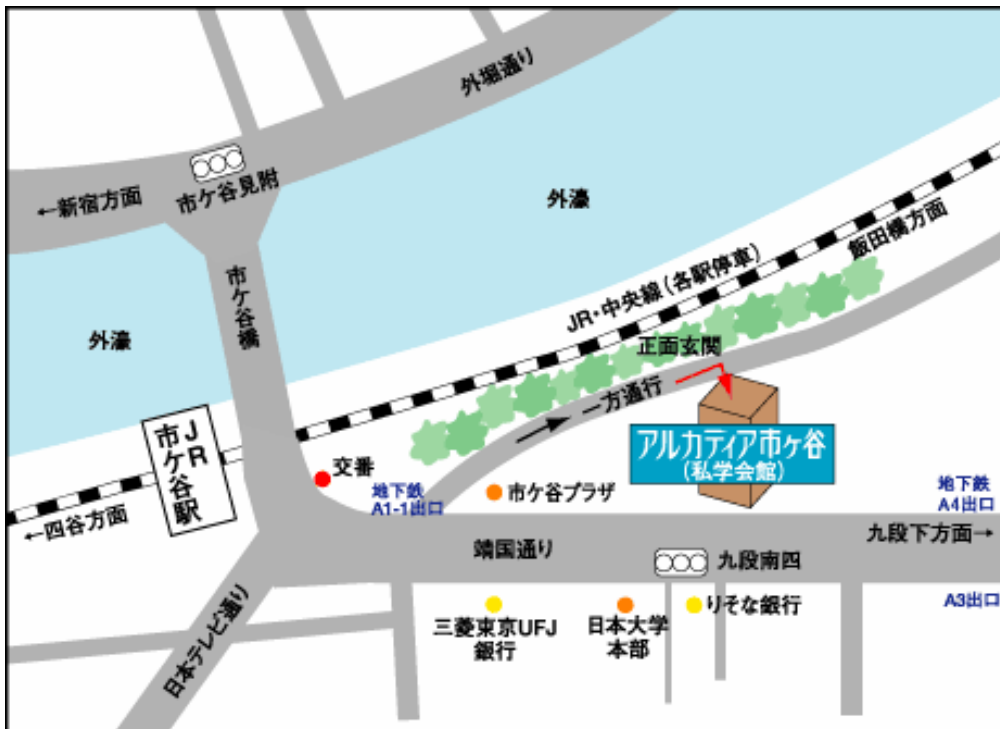 外堀通り
←新宿方面
市ケ谷見附
外濠
飯田橋方面
市ケ谷橋
JR・中央線(各駅停車)
外濠
正面玄関
一方通行
JR
市ケ谷駅
アルカディア市ヶ谷
(私学会館)
交番
地下鉄
A1-1出口
市ケ谷プラザ
地下鉄
A4出口
←四谷方面
靖国通り
九段南四
九段下方面→
日本テレビ通り
三菱東京UFJ
銀行
日本大学
本部
りそな銀行
A3出口